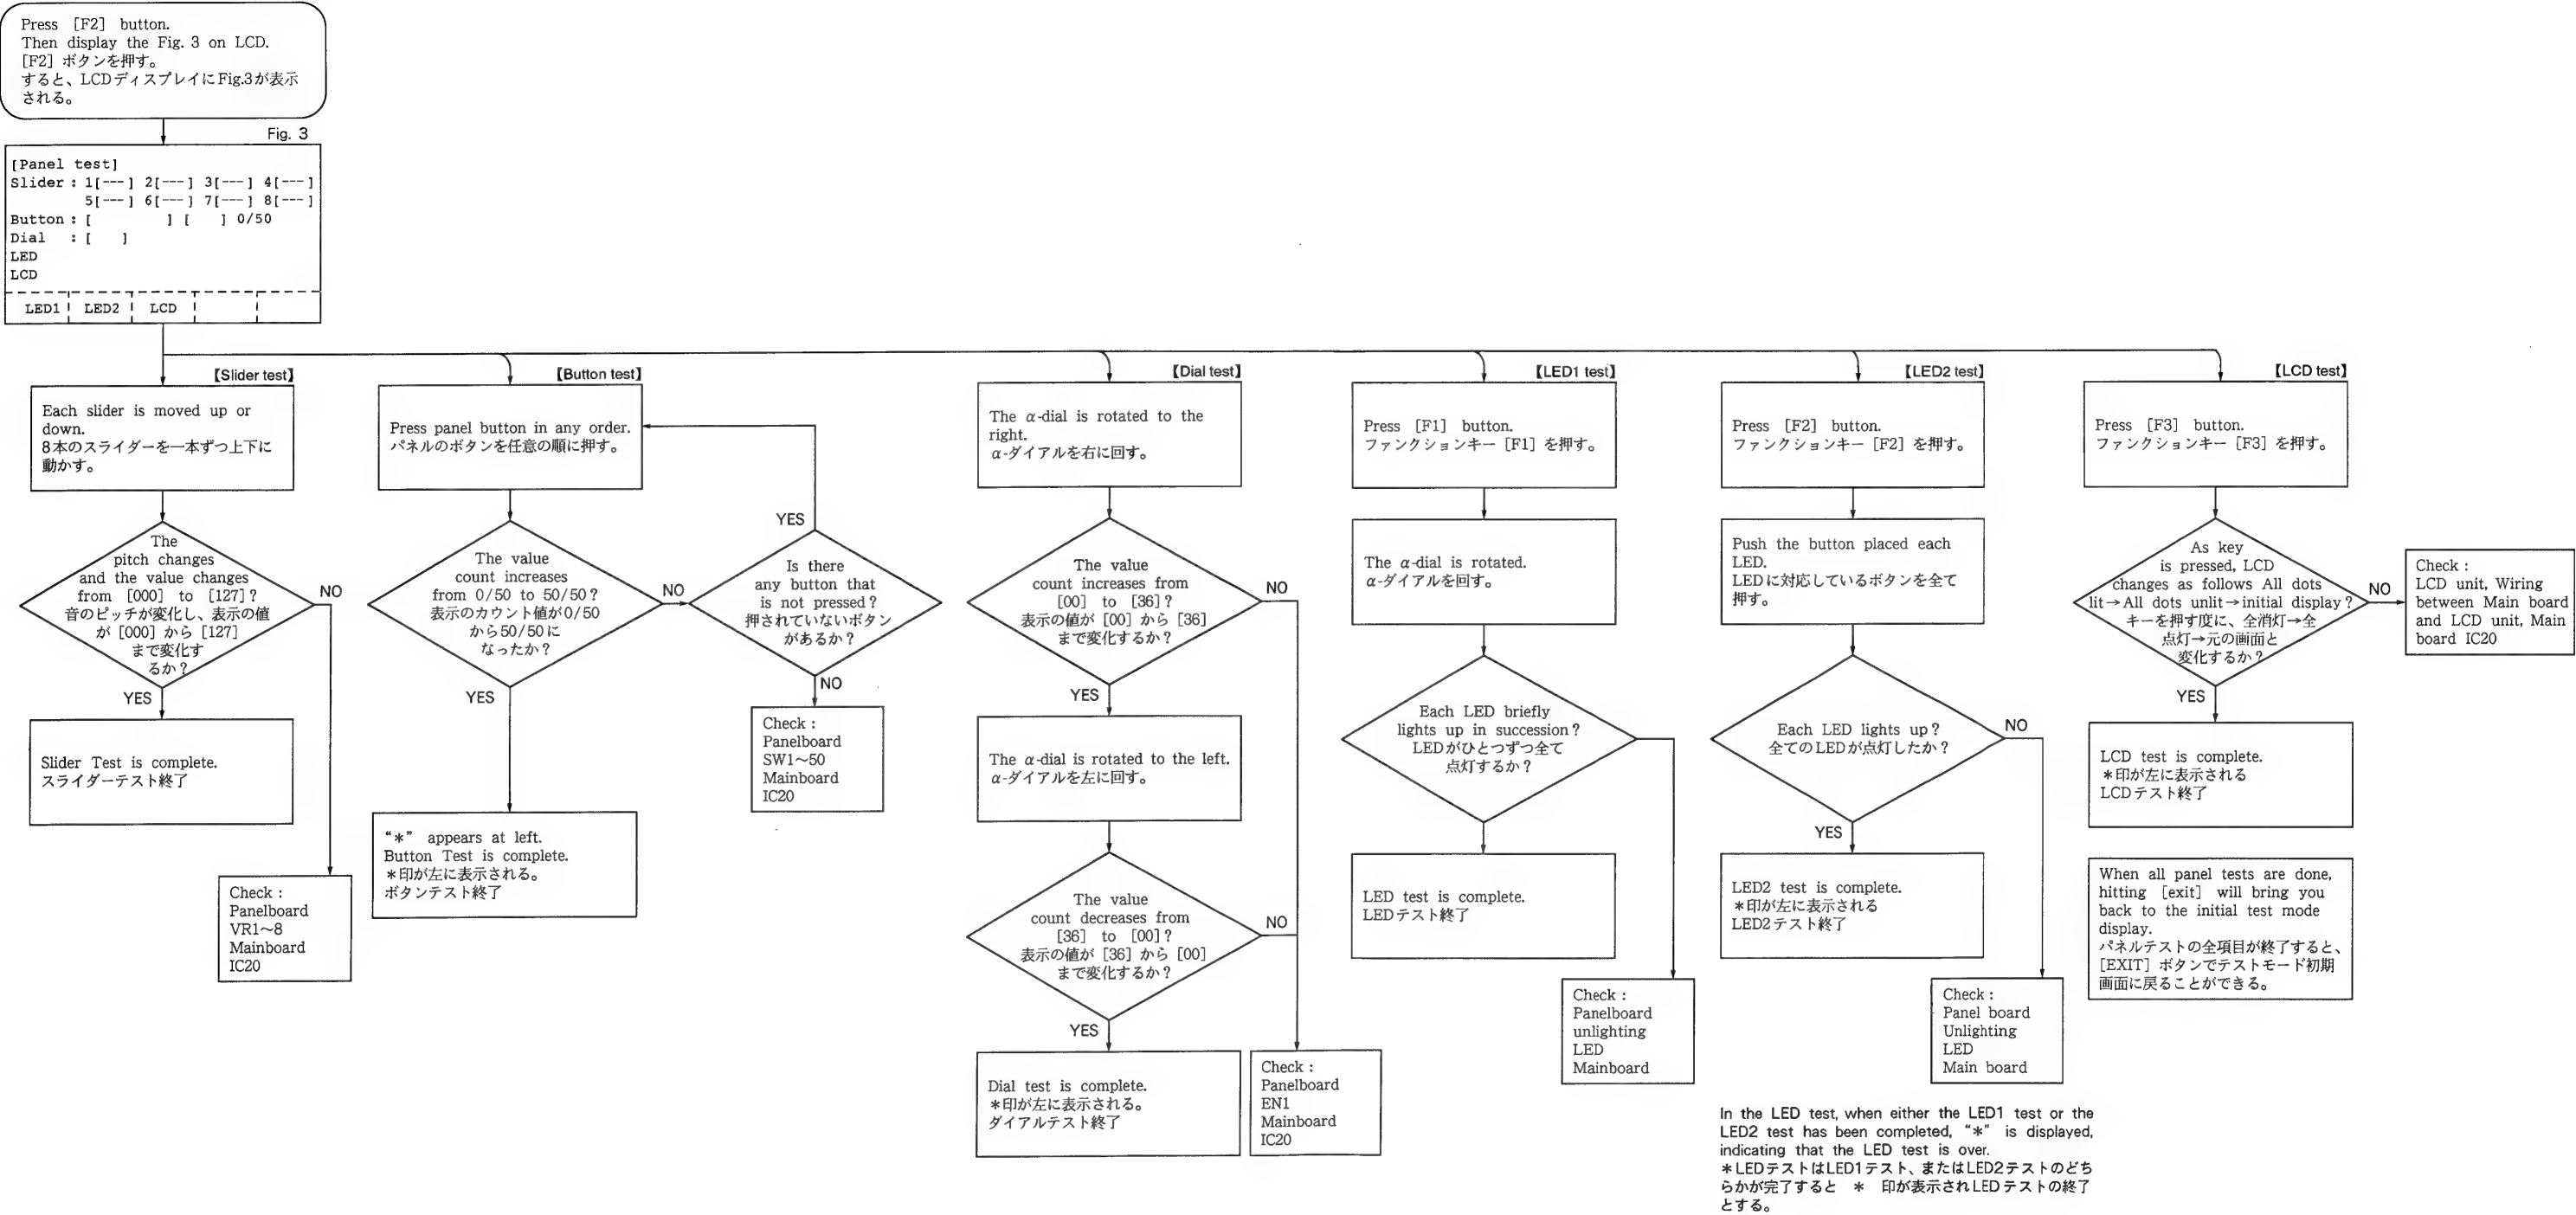 Press [F2] button.
Then display the Fig. 3 on LCD.
[F2] ボタンを押す。
すると、LCDディスプレイにFig.3が表示
される。
Fig. 3
[Panel test]
Slider : 1[---] 2[---] 3[---] 4[---]
5[---] 6[---] 7[---] 8[---]
Button : [ ] [ ] 0/50
Dial : [ ]
LED
LCD
LED1 LED2 LCD
【Slider test】
Each slider is moved up or
down.
8本のスライダーを一本ずつ上下に
動かす。
The
pitch changes
and the value changes
from [000] to [127]?
音のピッチが変化し、表示の値
が [000] から [127]
まで変化す
るか?
NO
YES
Slider Test is complete.
スライダーテスト終了
Check :
Panelboard
VR1~8
Mainboard
IC20
【Button test】
Press panel button in any order.
パネルのボタンを任意の順に押す。
The value
count increases
from 0/50 to 50/50?
表示のカウント値が0/50
から50/50に
なったか?
NO
YES
YES
Is there
any button that
is not pressed?
押されていないボタン
があるか?
NO
Check :
Panelboard
SW1~50
Mainboard
IC20
“*” appears at left.
Button Test is complete.
*印が左に表示される。
ボタンテスト終了
【Dial test】
The α-dial is rotated to the
right.
α-ダイアルを右に回す。
The value
count increases from
[00] to [36]?
表示の値が [00] から [36]
まで変化するか?
NO
YES
The α-dial is rotated to the left.
α-ダイアルを左に回す。
The value
count decreases from
[36] to [00]?
表示の値が [36] から [00]
まで変化するか?
NO
YES
Dial test is complete.
*印が左に表示される。
ダイアルテスト終了
Check :
Panelboard
EN1
Mainboard
IC20
【LED1 test】
Press [F1] button.
ファンクションキー [F1] を押す。
The α-dial is rotated.
α-ダイアルを回す。
Each LED briefly
lights up in succession?
LEDがひとつずつ全て
点灯するか?
LED test is complete.
LEDテスト終了
Check :
Panelboard
unlighting
LED
Mainboard
【LED2 test】
Press [F2] button.
ファンクションキー [F2] を押す。
Push the button placed each
LED.
LEDに対応しているボタンを全て
押す。
Each LED lights up?
全てのLEDが点灯したか?
NO
YES
LED2 test is complete.
*印が左に表示される
LED2テスト終了
Check :
Panel board
Unlighting
LED
Main board
In the LED test, when either the LED1 test or the
LED2 test has been completed, “*” is displayed,
indicating that the LED test is over.
*LEDテストはLED1テスト、またはLED2テストのどち
らかが完了すると * 印が表示されLEDテストの終了
とする。
【LCD test】
Press [F3] button.
ファンクションキー [F3] を押す。
As key
is pressed, LCD
changes as follows All dots
lit→All dots unlit→initial display?
キーを押す度に、全消灯→全
点灯→元の画面と
変化するか?
NO
YES
Check :
LCD unit, Wiring
between Main board
and LCD unit, Main
board IC20
LCD test is complete.
*印が左に表示される
LCDテスト終了
When all panel tests are done,
hitting [exit] will bring you
back to the initial test mode
display.
パネルテストの全項目が終了すると、
[EXIT] ボタンでテストモード初期
画面に戻ることができる。